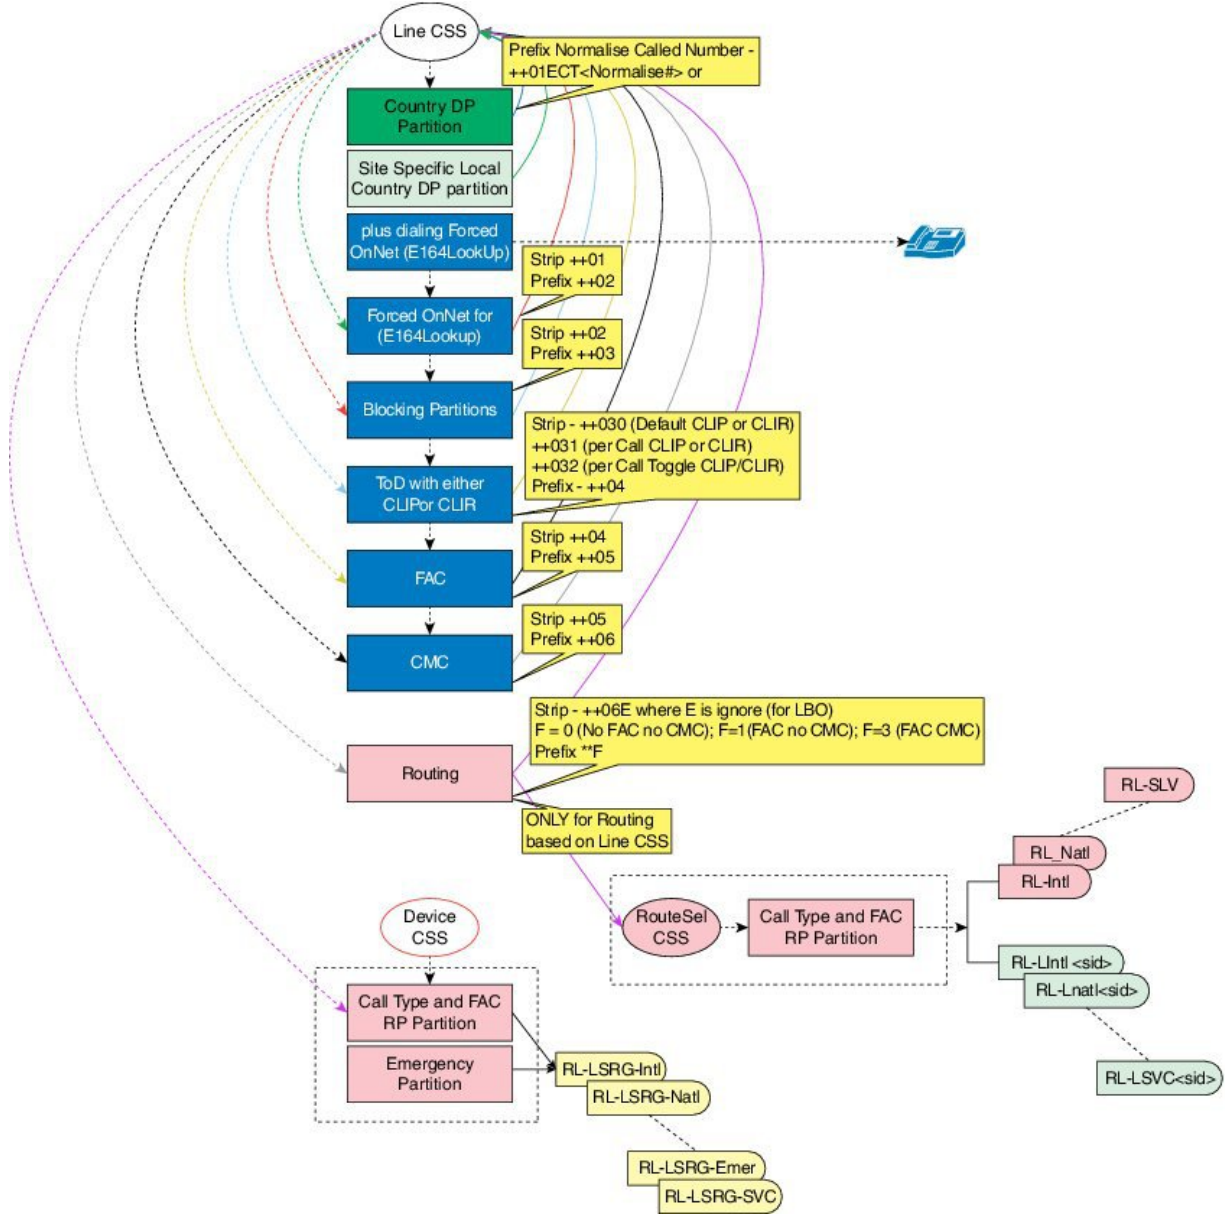 Line CSS
Prefix Normalise Called Number -
++01ECT<Normalise#> or
Country DP
Partition
Site Specific Local
Country DP partition
plus dialing Forced
OnNet (E164LookUp)
Strip ++01
Prefix ++02
Forced OnNet for
(E164Lookup)
Strip ++02
Prefix ++03
Blocking Partitions
Strip - ++030 (Default CLIP or CLIR)
++031 (per Call CLIP or CLIR)
++032 (per Call Toggle CLIP/CLIR)
Prefix - ++04
ToD with either
CLIPor CLIR
Strip ++04
Prefix ++05
FAC
Strip ++05
Prefix ++06
CMC
Strip - ++06E where E is ignore (for LBO)
F = 0 (No FAC no CMC); F=1(FAC no CMC); F=3 (FAC CMC)
Prefix **F
Routing
ONLY for Routing
based on Line CSS
RL-SLV
RL_Natl
RL-Intl
RouteSel
CSS
Call Type and FAC
RP Partition
RL-LIntl <sid>
RL-Lnatl<sid>
RL-LSVC<sid>
Device
CSS
Call Type and FAC
RP Partition
Emergency
Partition
RL-LSRG-Intl
RL-LSRG-Natl
RL-LSRG-Emer
RL-LSRG-SVC